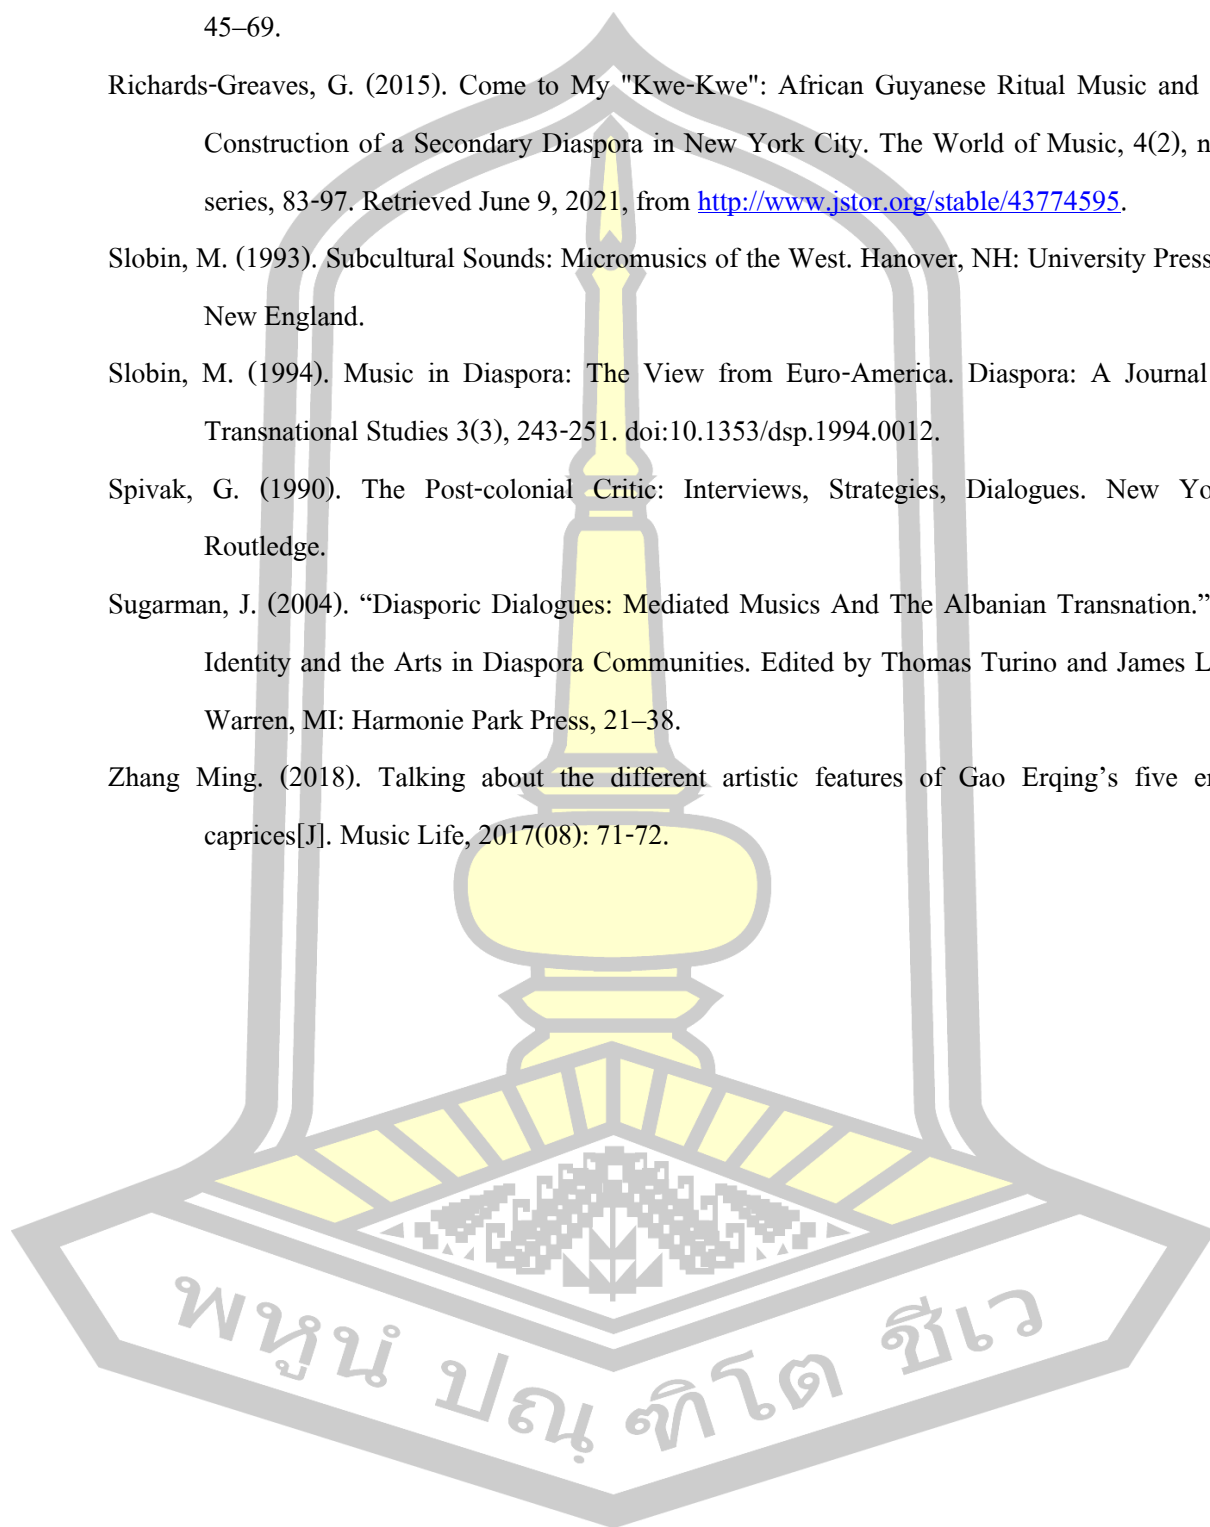 45–69.
Richards-Greaves, G. (2015). Come to My "Kwe-Kwe": African Guyanese Ritual Music and
Construction of a Secondary Diaspora in New York City. The World of Music, 4(2), n
series, 83-97. Retrieved June 9, 2021, from http://www.jstor.org/stable/43774595.
Slobin, M. (1993). Subcultural Sounds: Micromusics of the West. Hanover, NH: University Press
New England.
Slobin, M. (1994). Music in Diaspora: The View from Euro-America. Diaspora: A Journal
Transnational Studies 3(3), 243-251. doi:10.1353/dsp.1994.0012.
Spivak, G. (1990). The Post-colonial Critic: Interviews, Strategies, Dialogues. New Yo
Routledge.
Sugarman, J. (2004). “Diasporic Dialogues: Mediated Musics And The Albanian Transnation.”
Identity and the Arts in Diaspora Communities. Edited by Thomas Turino and James L
Warren, MI: Harmonie Park Press, 21–38.
Zhang Ming. (2018). Talking about the different artistic features of Gao Erqing’s five er
caprices[J]. Music Life, 2017(08): 71-72.
พหูนํ ปณฺฑิโต ชีเว